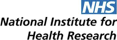 NHS
National Institute for
Health Research